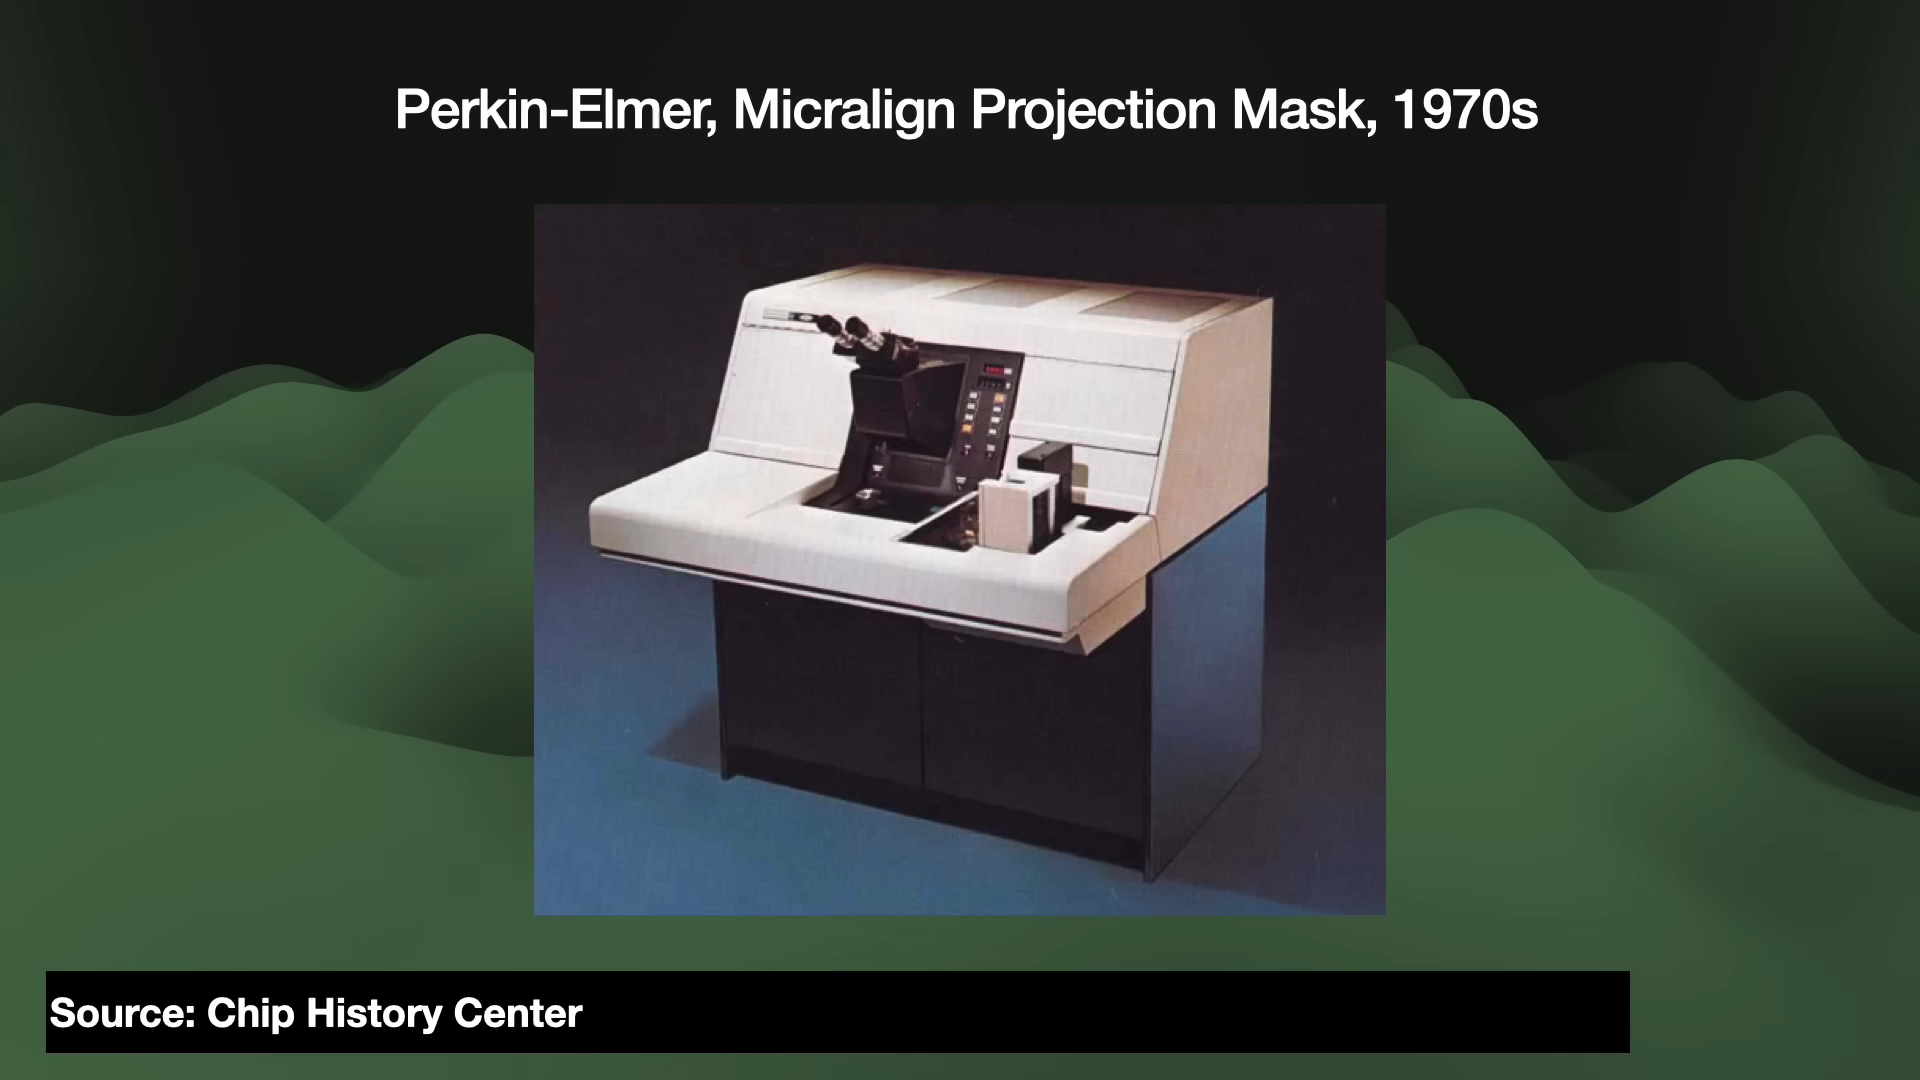 Perkin-Elmer, Micralign Projection Mask, 1970s
Source: Chip History Center